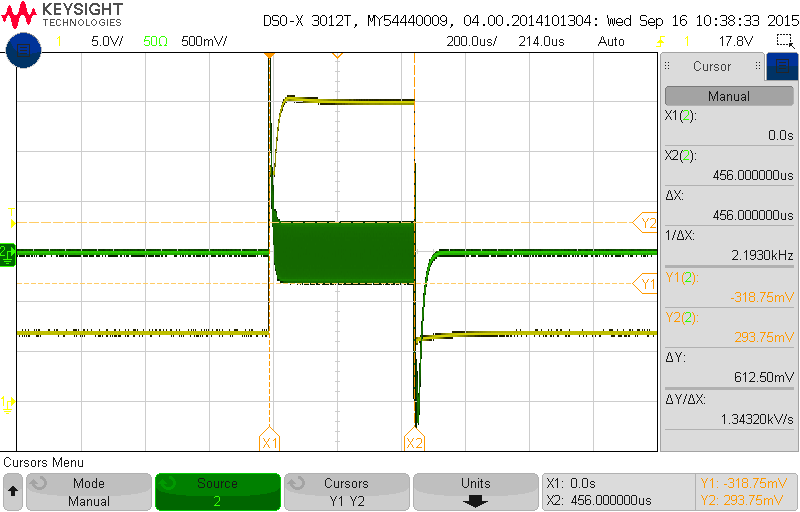 KEYSIGHT
TECHNOLOGIES
DSO-X 3012T, MY54440009, 04.00.2014101304: Wed Sep 16 10:38:33 2015
1 5.0V/ 50Ω 500mV/ 200.0us/ 214.0us Auto 1 17.8V
Cursor
Manual
X1(2):
0.0s
X2(2):
456.000000us
ΔX:
456.000000us
1/ΔX:
2.1930kHz
Y1(2):
-318.75mV
Y2(2):
293.75mV
ΔY:
612.50mV
ΔY/ΔX:
1.34320kV/s
T
Y2
2
Y1
1
X1 X2
Cursors Menu
Mode
Manual
Source
2
Cursors
Y1 Y2
Units
X1: 0.0s
X2: 456.000000us
Y1: -318.75mV
Y2: 293.75mV